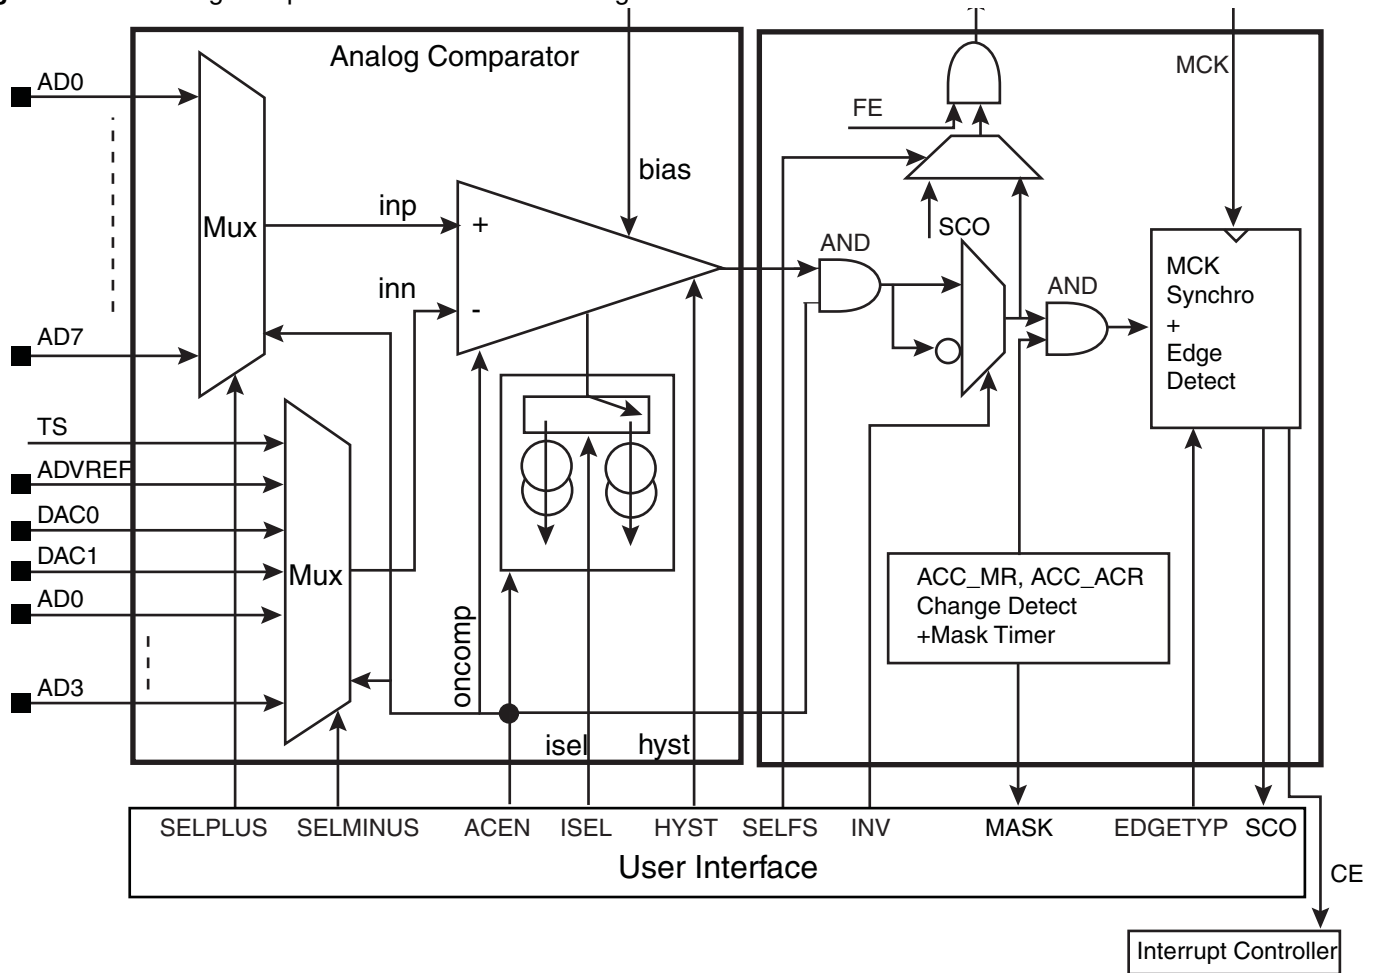 Analog Comparator
MCK
AD0
FE
bias
inp
Mux
+
SCO
AND
inn
-
AND
MCK
Synchro
+
Edge
Detect
AD7
TS
ADVREF
DAC0
DAC1
Mux
AD0
ACC_MR, ACC_ACR
Change Detect
+Mask Timer
oncomp
AD3
isel
hyst
SELPLUS SELMINUS ACEN ISEL HYST SELFS INV MASK EDGETYP SCO
User Interface
CE
Interrupt Controller